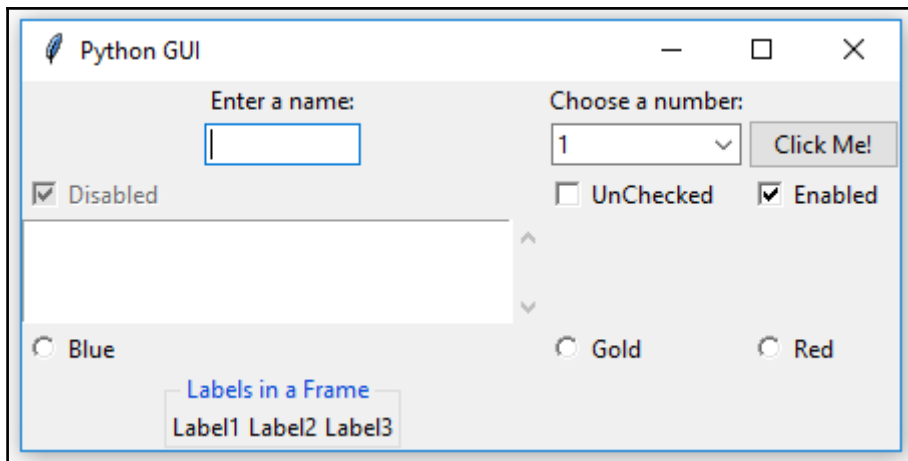 Python GUI
Enter a name: Choose a number:
1 Click Me!
Disabled UnChecked Enabled
Blue Gold Red
Labels in a Frame
Label1 Label2 Label3